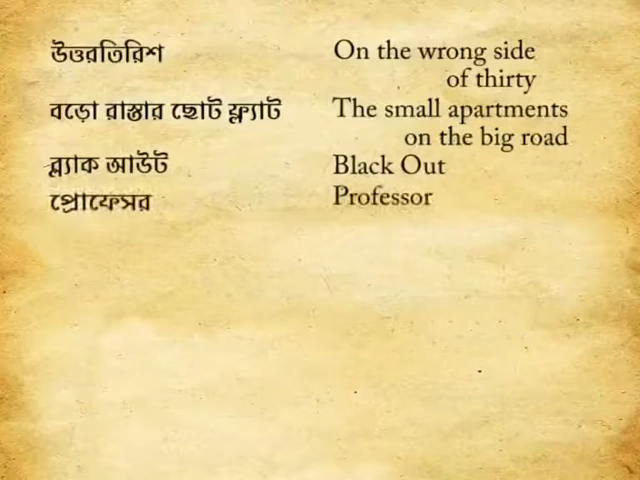 উত্তরতিরিশ On the wrong side
of thirty
বড়ো রাস্তার ছোট ফ্ল্যাট The small apartments
on the big road
ব্ল্যাক আউট Black Out
প্রোফেসর Professor